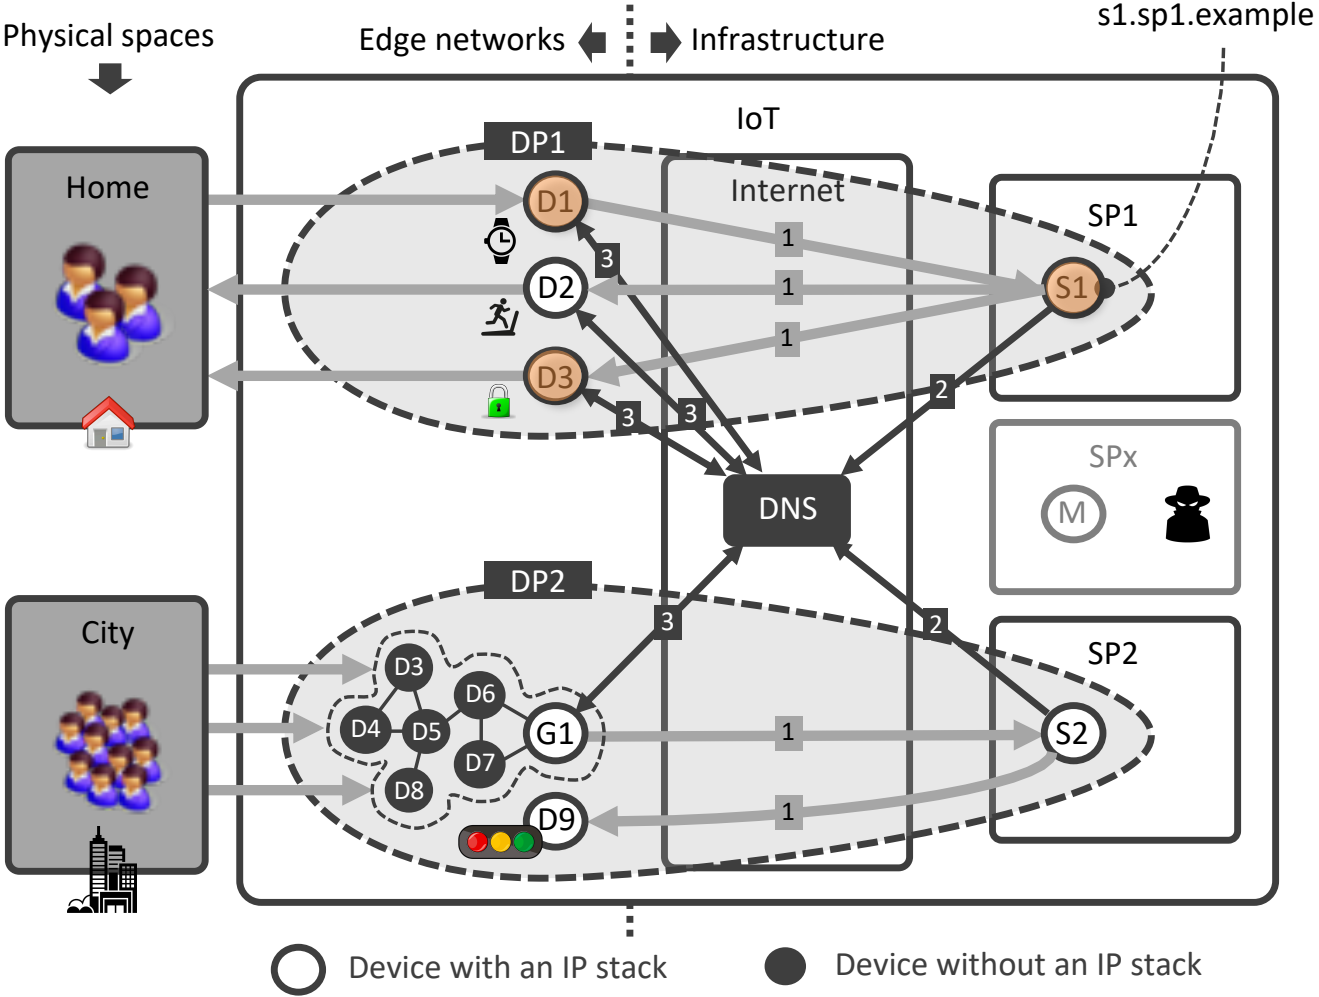 s1.sp1.example
Physical spaces
Edge networks
Infrastructure
IoT
DP1
Home
D1
Internet
SP1
1
3
D2
1
S1
1
D3
2
3
3
SPx
M
DNS
DP2
City
3
2
SP2
D3
D6
D4
D5
G1
1
S2
D7
D8
1
D9
Device with an IP stack
Device without an IP stack